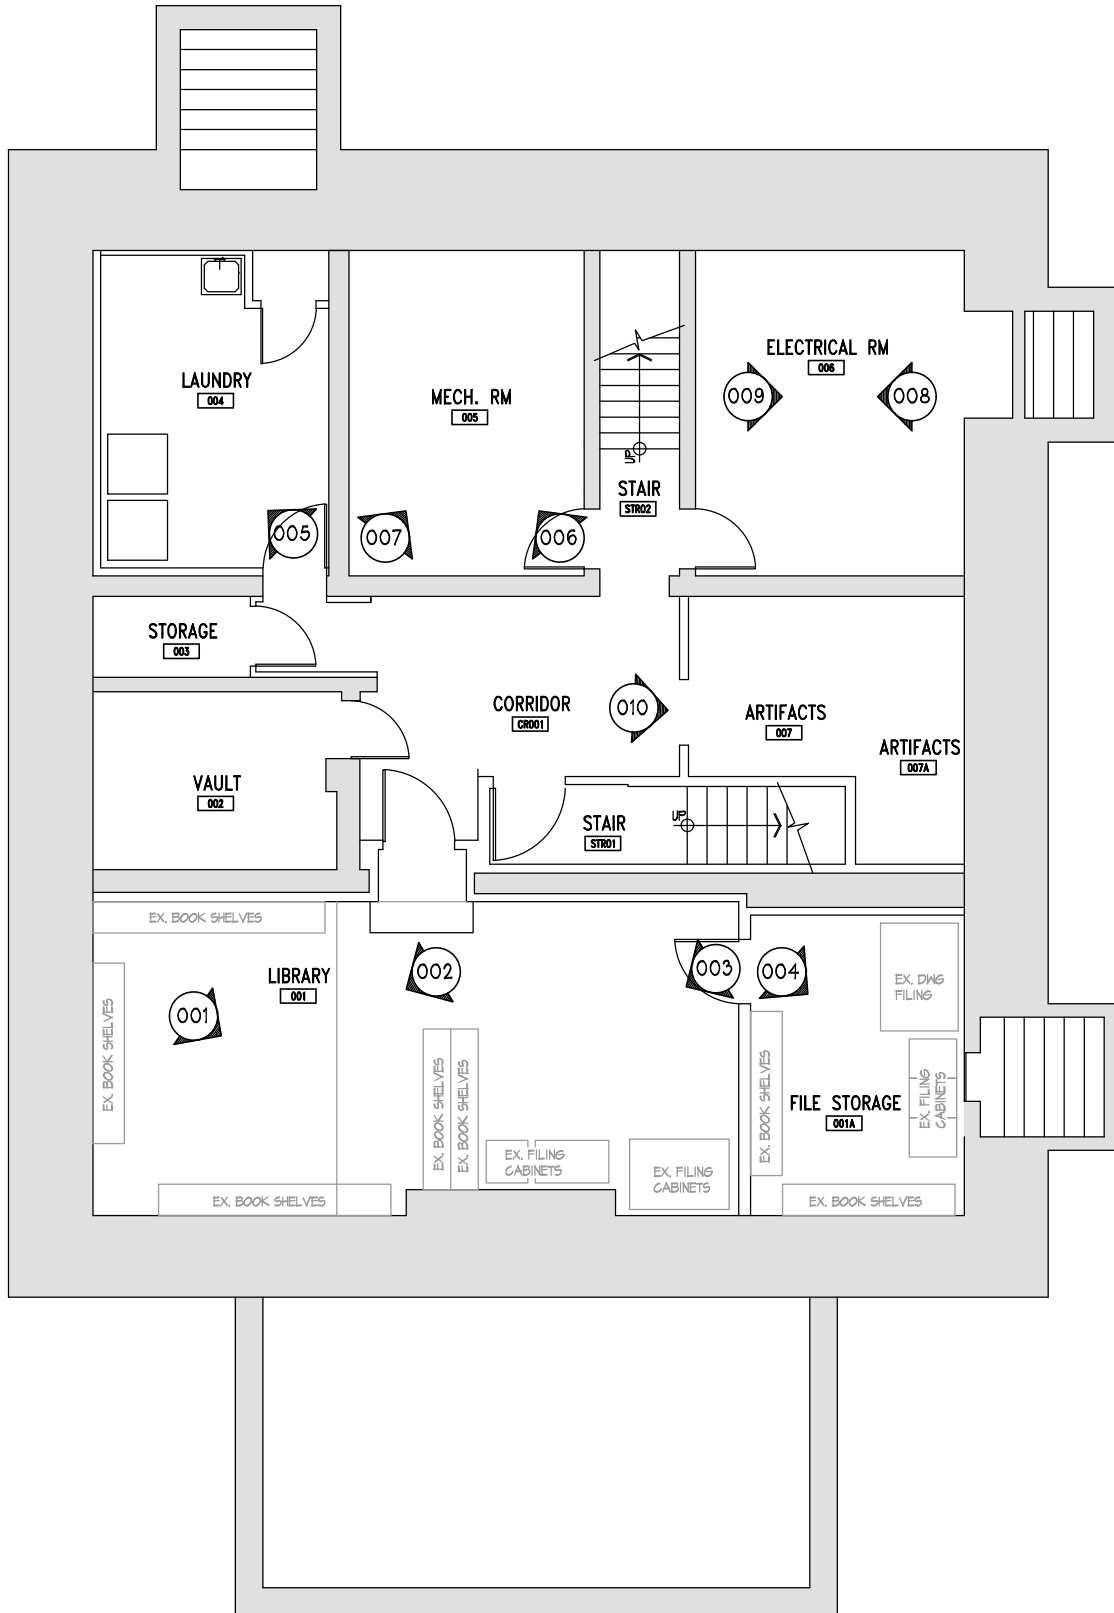 ELECTRICAL RM
006
LAUNDRY
004
MECH. RM
005
009
008
UP
STAIR
STR02
005
007
006
STORAGE
003
CORRIDOR
CR001
010
ARTIFACTS
007
ARTIFACTS
007A
VAULT
002
STAIR
STR01
UP
EX. BOOK SHELVES
LIBRARY
001
002
003
004
EX. DWG
FILING
001
EX. BOOK SHELVES
EX. BOOK SHELVES
EX. BOOK SHELVES
EX. BOOK SHELVES
FILE STORAGE
001A
EX. FILING
CABINETS
EX. FILING
CABINETS
EX. FILING
CABINETS
EX. BOOK SHELVES
EX. BOOK SHELVES